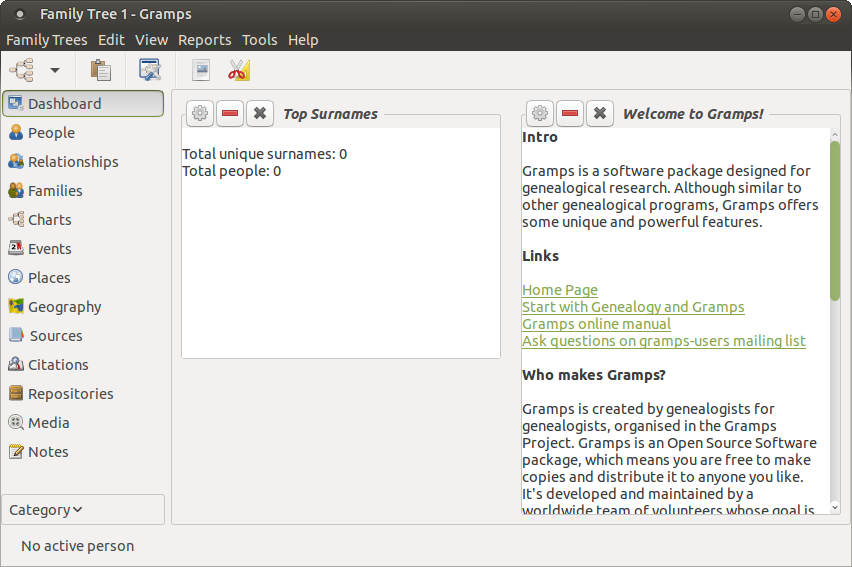 Family Tree 1 - Gramps
Family Trees Edit View Reports Tools Help
Dashboard
People
Relationships
Families
Charts
Events
Places
Geography
Sources
Citations
Repositories
Media
Notes
Category
Top Surnames
Total unique surnames: 0
Total people: 0
Welcome to Gramps!
Intro
Gramps is a software package designed for
genealogical research. Although similar to
other genealogical programs, Gramps offers
some unique and powerful features.
Links
Home Page
Start with Genealogy and Gramps
Gramps online manual
Ask questions on gramps-users mailing list
Who makes Gramps?
Gramps is created by genealogists for
genealogists, organised in the Gramps
Project. Gramps is an Open Source Software
package, which means you are free to make
copies and distribute it to anyone you like.
It's developed and maintained by a
worldwide team of volunteers whose goal is
No active person